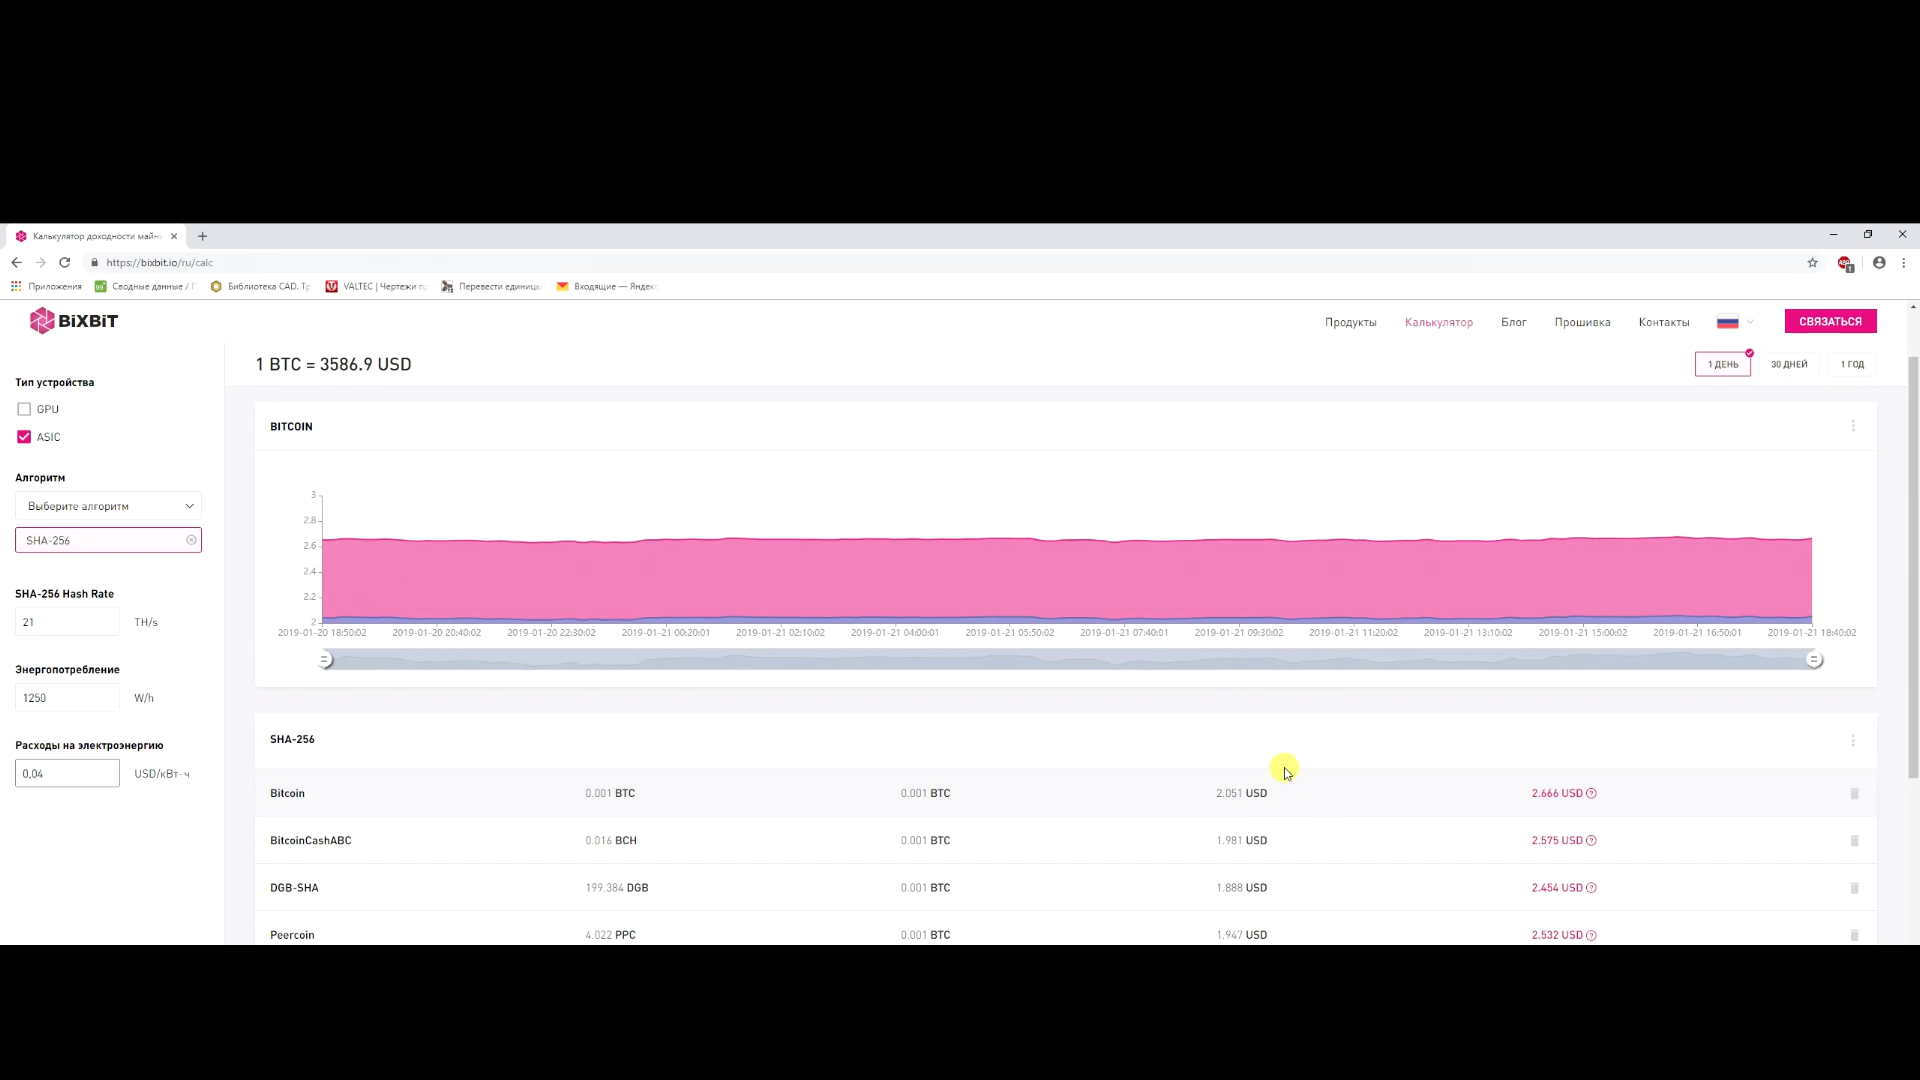 Калькулятор доходности майн
https://bixbit.io/ru/calc
Приложения
Сводные данные /
Библиотека CAD. Тр
VALTEC | Чертежи п
Перевести единицы
Входящие — Яндекс
BiXBiT
Продукты
Калькулятор
Блог
Прошивка
Контакты
СВЯЗАТЬСЯ
1 BTC = 3586.9 USD
1 ДЕНЬ
30 ДНЕЙ
1 ГОД
Тип устройства
GPU
ASIC
Алгоритм
Выберите алгоритм
SHA-256
SHA-256 Hash Rate
21 TH/s
Энергопотребление
1250 W/h
Расходы на электроэнергию
0,04 USD/кВт·ч
BITCOIN
3
2.8
2.6
2.4
2.2
2
2019-01-20 18:50:02 2019-01-20 20:40:02 2019-01-20 22:30:02 2019-01-21 00:20:01 2019-01-21 02:10:02 2019-01-21 04:00:01 2019-01-21 05:50:02 2019-01-21 07:40:01 2019-01-21 09:30:02 2019-01-21 11:20:02 2019-01-21 13:10:02 2019-01-21 15:00:02 2019-01-21 16:50:01 2019-01-21 18:40:02
SHA-256
Bitcoin 0.001 BTC 0.001 BTC 2.051 USD 2.666 USD
BitcoinCashABC 0.016 BCH 0.001 BTC 1.981 USD 2.575 USD
DGB-SHA 199.384 DGB 0.001 BTC 1.888 USD 2.454 USD
Peercoin 4.022 PPC 0.001 BTC 1.947 USD 2.532 USD